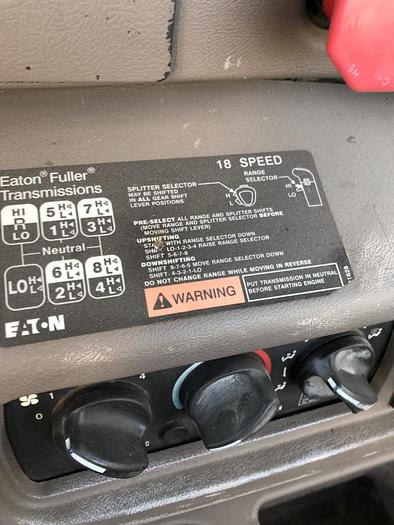 Eaton® Fuller®
Transmissions
18 SPEED
SPLITTER SELECTOR
MAY BE SHIFTED
IN ALL GEAR SHIFT
LEVER POSITIONS
H
L
RANGE
SELECTOR
HI
LO
HI
R
LO
5 H
L
7 H
L
1 H
L
3 H
L
Neutral
LO H
L
6 H
L
8 H
L
2 H
L
4 H
L
PRE-SELECT ALL RANGE AND SPLITTER SHIFTS
(MOVE RANGE AND SPLITTER SELECTOR BEFORE
MOVING SHIFT LEVER)
UPSHIFTING
START WITH RANGE SELECTOR DOWN
SHIFT LO-1-2-3-4 RAISE RANGE SELECTOR
SHIFT 5-6-7-8
DOWNSHIFTING
SHIFT 8-7-6-5 MOVE RANGE SELECTOR DOWN
SHIFT 4-3-2-1-LO
DO NOT CHANGE RANGE WHILE MOVING IN REVERSE
WARNING
PUT TRANSMISSION IN NEUTRAL
BEFORE STARTING ENGINE
EATON
0
1
4